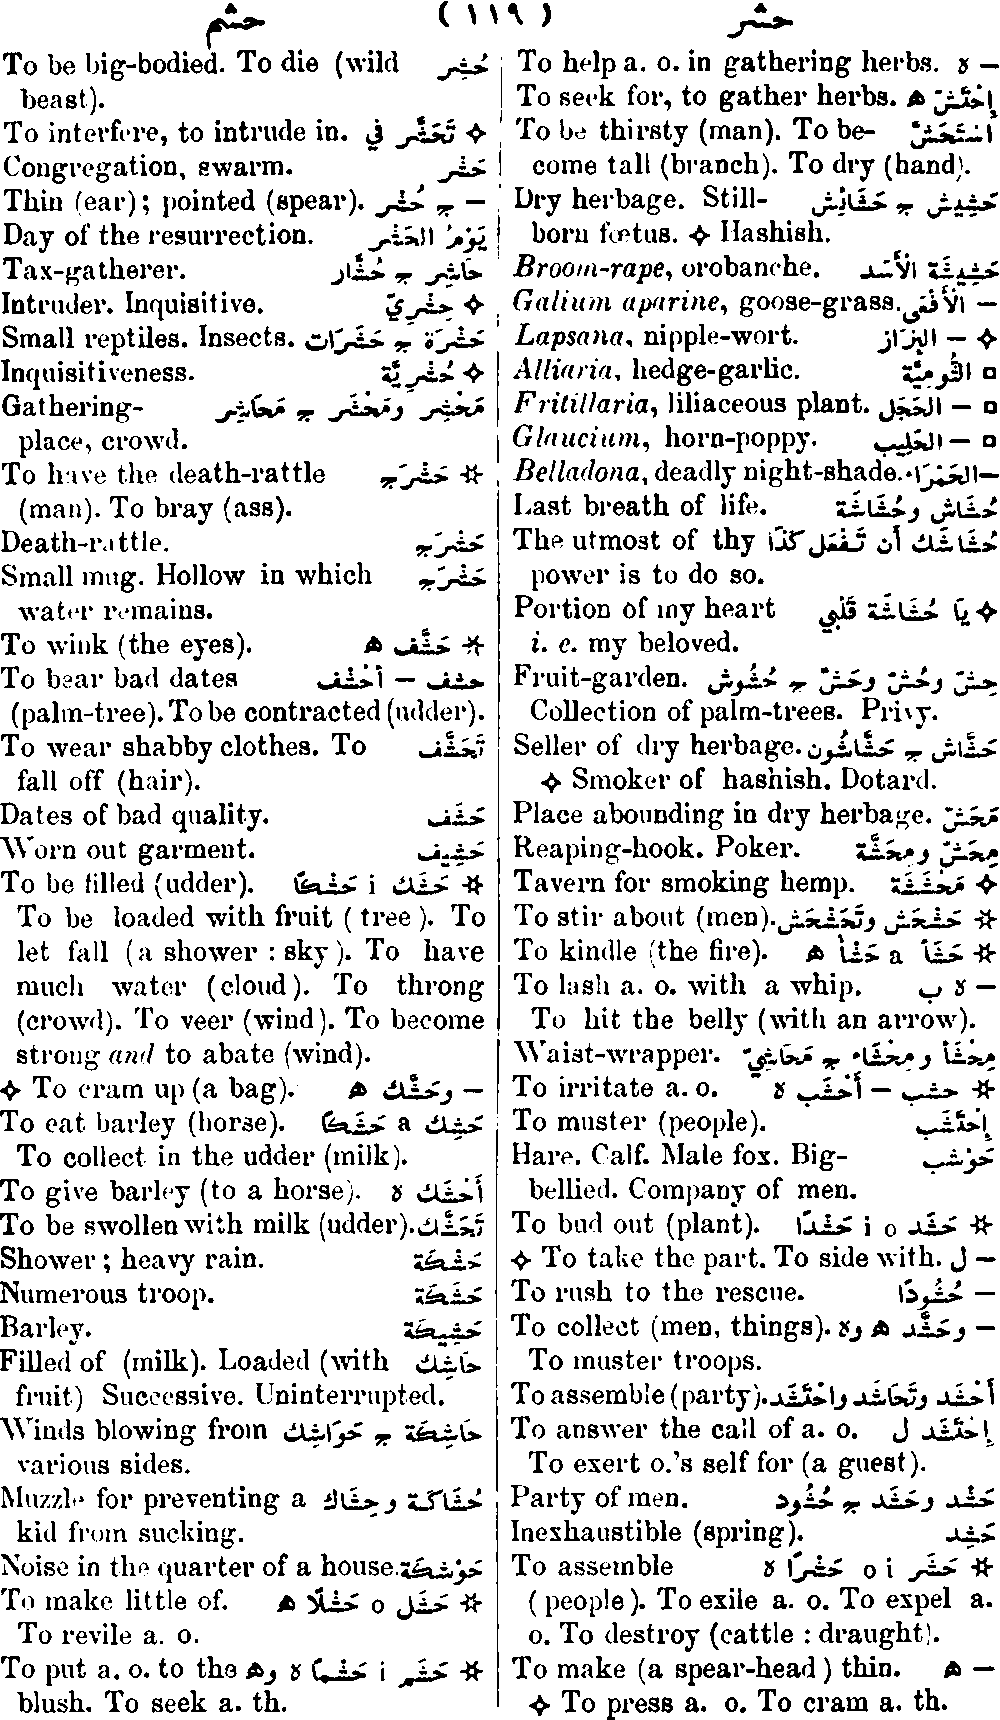 حشم ( ١١٩ ) حشر
To help a. o. in gathering herbs. ه —
To seek for, to gather herbs. إِحْتَشَّ ه
To be thirsty (man). To be- إِسْتَحَشَّ
come tall (branch). To dry (hand).
Dry herbage. Still- حَشِيش ج حَشَائِش
born fœtus. ✧ Hashish.
Broom-rape, orobanche. حَشِيشَة الأَسَد
Galium aparine, goose-grass. — الأَفْعَى
Lapsana, nipple-wort. ✧ — البَزَاز
Alliaria, hedge-garlic. □ الثُّومِيَّة
Fritillaria, liliaceous plant. □ — الحَجَل
Glaucium, horn-poppy. □ — الحَلِيب
Belladona, deadly night-shade. — الحَمْرَاء
Last breath of life. حُشَاش وحُشَاشَة
The utmost of thy حُشَاشَكَ أَن تَفْعَل كَذَا
power is to do so.
Portion of my heart ✧ يَا حُشَاشَة قَلْبِي
i. e. my beloved.
Fruit-garden. حِشّ وحُشّ وحَشّ ج حُشُوش
Collection of palm-trees. Privy.
Seller of dry herbage. حَشَّاش ج حَشَّاشُون
✧ Smoker of hashish. Dotard.
Place abounding in dry herbage. مَحَشّ
Reaping-hook. Poker. مِحَشّ ومِحَشَّة
Tavern for smoking hemp. ✧ مَحْشَشَة
To stir about (men). ✲ حَشْحَش وتَحَشْحَش
To kindle (the fire). ✲ حَشَأ a حَشْأً ه
To lash a. o. with a whip. — ه ب
To hit the belly (with an arrow).
Waist-wrapper. مِحْشَأ ومِحْشَاء ج مَحَاشِئ
To irritate a. o. ✲ حشب — أَحْشَب ه
To muster (people). إِحْتَشَب
Hare. Calf. Male fox. Big- حَوْشَب
bellied. Company of men.
To bud out (plant). ✲ حَشَد i o حَشْدًا
✧ To take the part. To side with. — ل
To rush to the rescue. — حُشُودًا
To collect (men, things). — وحَشَّد ه وه
To muster troops.
To assemble (party). أَحْشَد وتَحَاشَد واحْتَشَد
To answer the call of a. o. إِحْتَشَد ل
To exert o.'s self for (a guest).
Party of men. حَشْد وحَشَد ج حُشُود
Inexhaustible (spring). حَشِد
To assemble ✲ حَشَر o i حَشْرًا ه
(people). To exile a. o. To expel a.
o. To destroy (cattle : draught).
To make (a spear-head) thin. — ه
✧ To press a. o. To cram a. th.
To be big-bodied. To die (wild حُشِر
beast).
To interfere, to intrude in. ✧ تَحَشَّر في
Congregation, swarm. حَشْر
Thin (ear); pointed (spear). — ج حُشْر
Day of the resurrection. يَوْمُ الحَشْر
Tax-gatherer. حَاشِر ج حُشَّار
Intruder. Inquisitive. ✧ حِشْرِيّ
Small reptiles. Insects. حَشَرَة ج حَشَرَات
Inquisitiveness. ✧ حُشْرِيَّة
Gathering- مَحْشِر ومَحْشَر ج مَحَاشِر
place, crowd.
To have the death-rattle ✲ حَشْرَج
(man). To bray (ass).
Death-rattle. حَشْرَج
Small mug. Hollow in which حَشْرَج
water remains.
To wink (the eyes). ✲ حَشَّف ه
To bear bad dates حشف — أَحْشَف
(palm-tree). To be contracted (udder).
To wear shabby clothes. To تَحَشَّف
fall off (hair).
Dates of bad quality. حَشَف
Worn out garment. حَشِيف
To be filled (udder). ✲ حَشَك i حَشْكًا
To be loaded with fruit (tree). To
let fall (a shower : sky). To have
much water (cloud). To throng
(crowd). To veer (wind). To become
strong and to abate (wind).
✧ To cram up (a bag). — وحَشَّك ه
To eat barley (horse). حَشِك a حَشَكًا
To collect in the udder (milk).
To give barley (to a horse). أَحْشَك ه
To be swollen with milk (udder). تَحَشَّك
Shower; heavy rain. حَشْكَة
Numerous troop. حَشَكَة
Barley. حَشِيكَة
Filled of (milk). Loaded (with حَاشِك
fruit) Successive. Uninterrupted.
Winds blowing from حَاشِكَة ج حَوَاشِك
various sides.
Muzzle for preventing a حُشَاكَة وحِشَاك
kid from sucking.
Noise in the quarter of a house. حَوْشَكَة
To make little of. ✲ حَشَل o حَشْلًا ه
To revile a. o.
To put a. o. to the ✲ حَشَم i حَشْمًا ه وه
blush. To seek a. th.